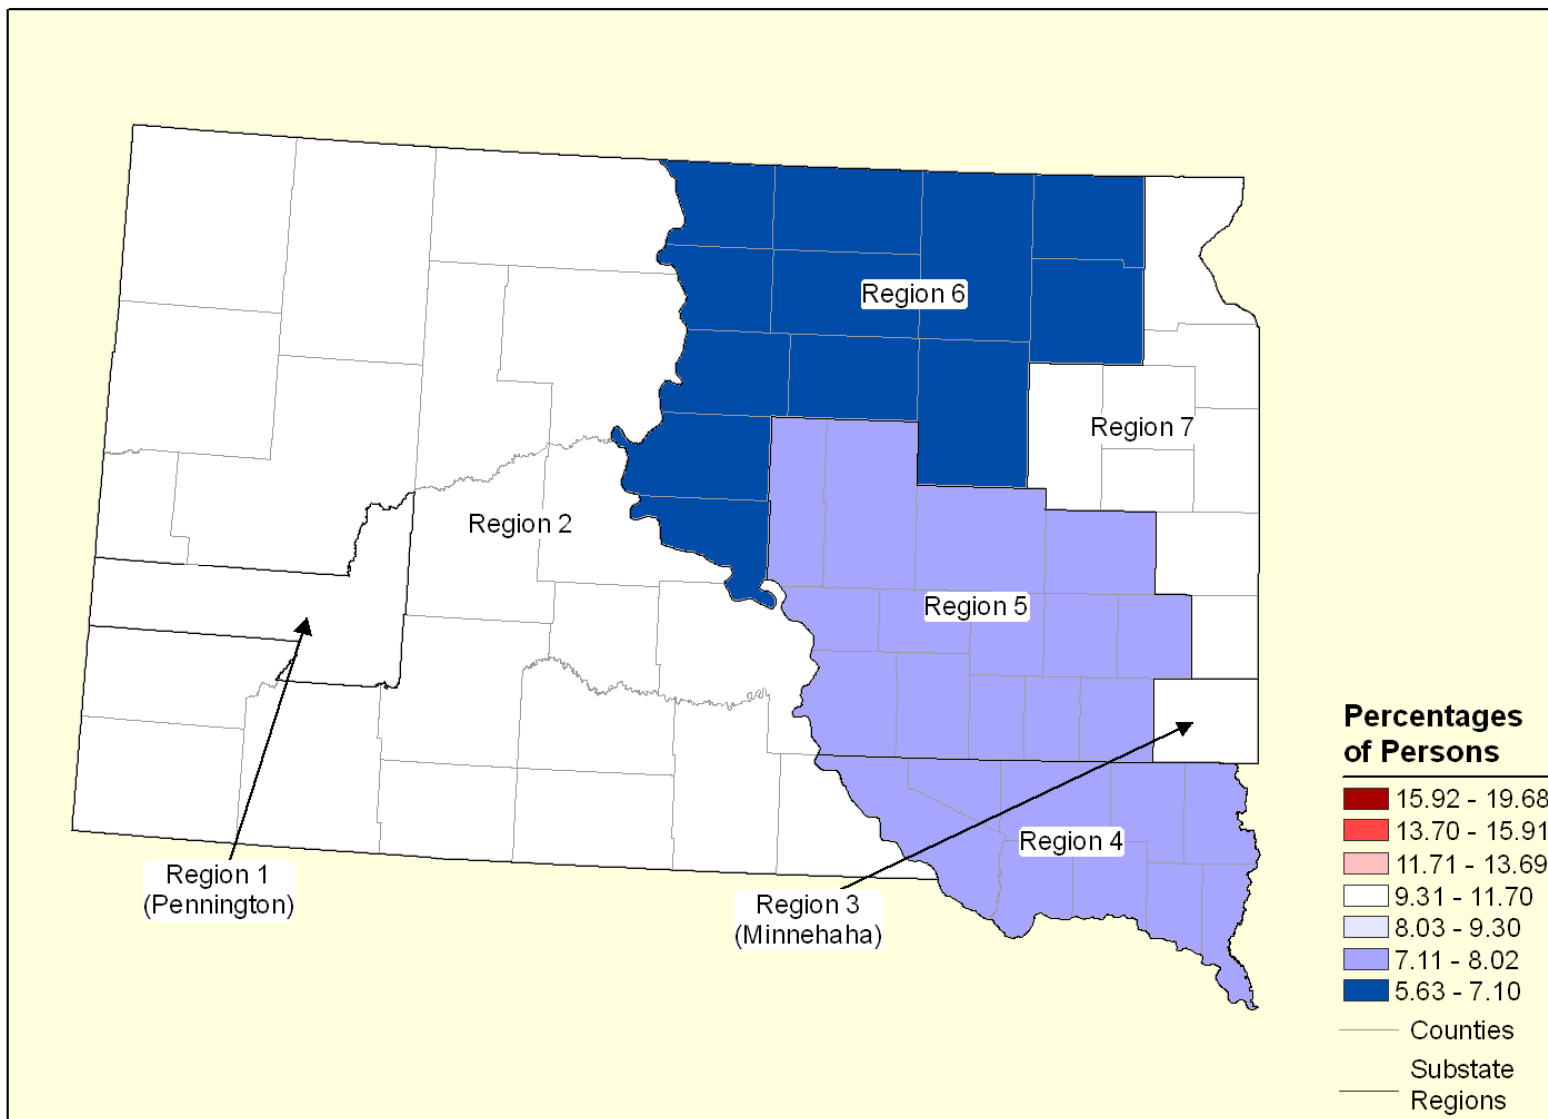 Region 6
Region 7
Region 2
Region 5
Region 4
Region 1
(Pennington)
Region 3
(Minnehaha)
Percentages
of Persons
15.92 - 19.68
13.70 - 15.91
11.71 - 13.69
9.31 - 11.70
8.03 - 9.30
7.11 - 8.02
5.63 - 7.10
Counties
Substate
Regions